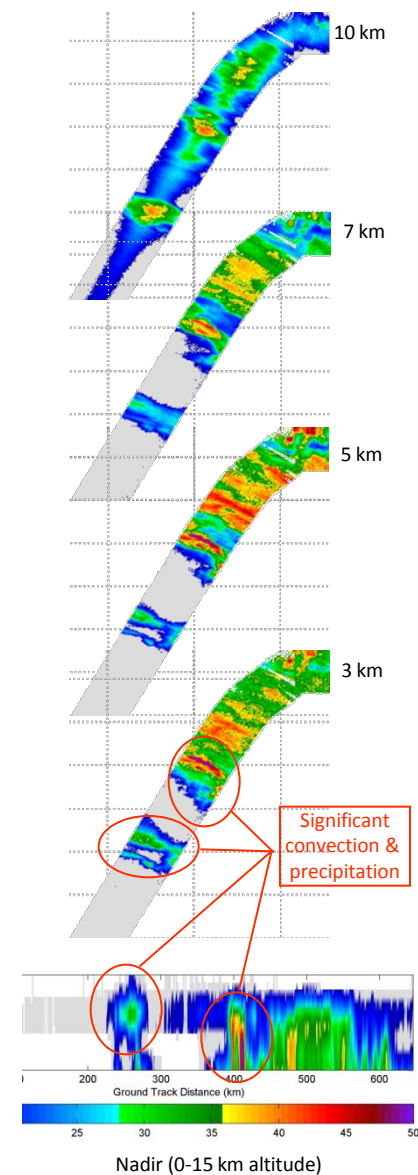 10 km
7 km
5 km
3 km
Significant
convection &
precipitation
200 300 400 500 600
Ground Track Distance (km)
20 25 30 35 40 45 50
Nadir (0-15 km altitude)